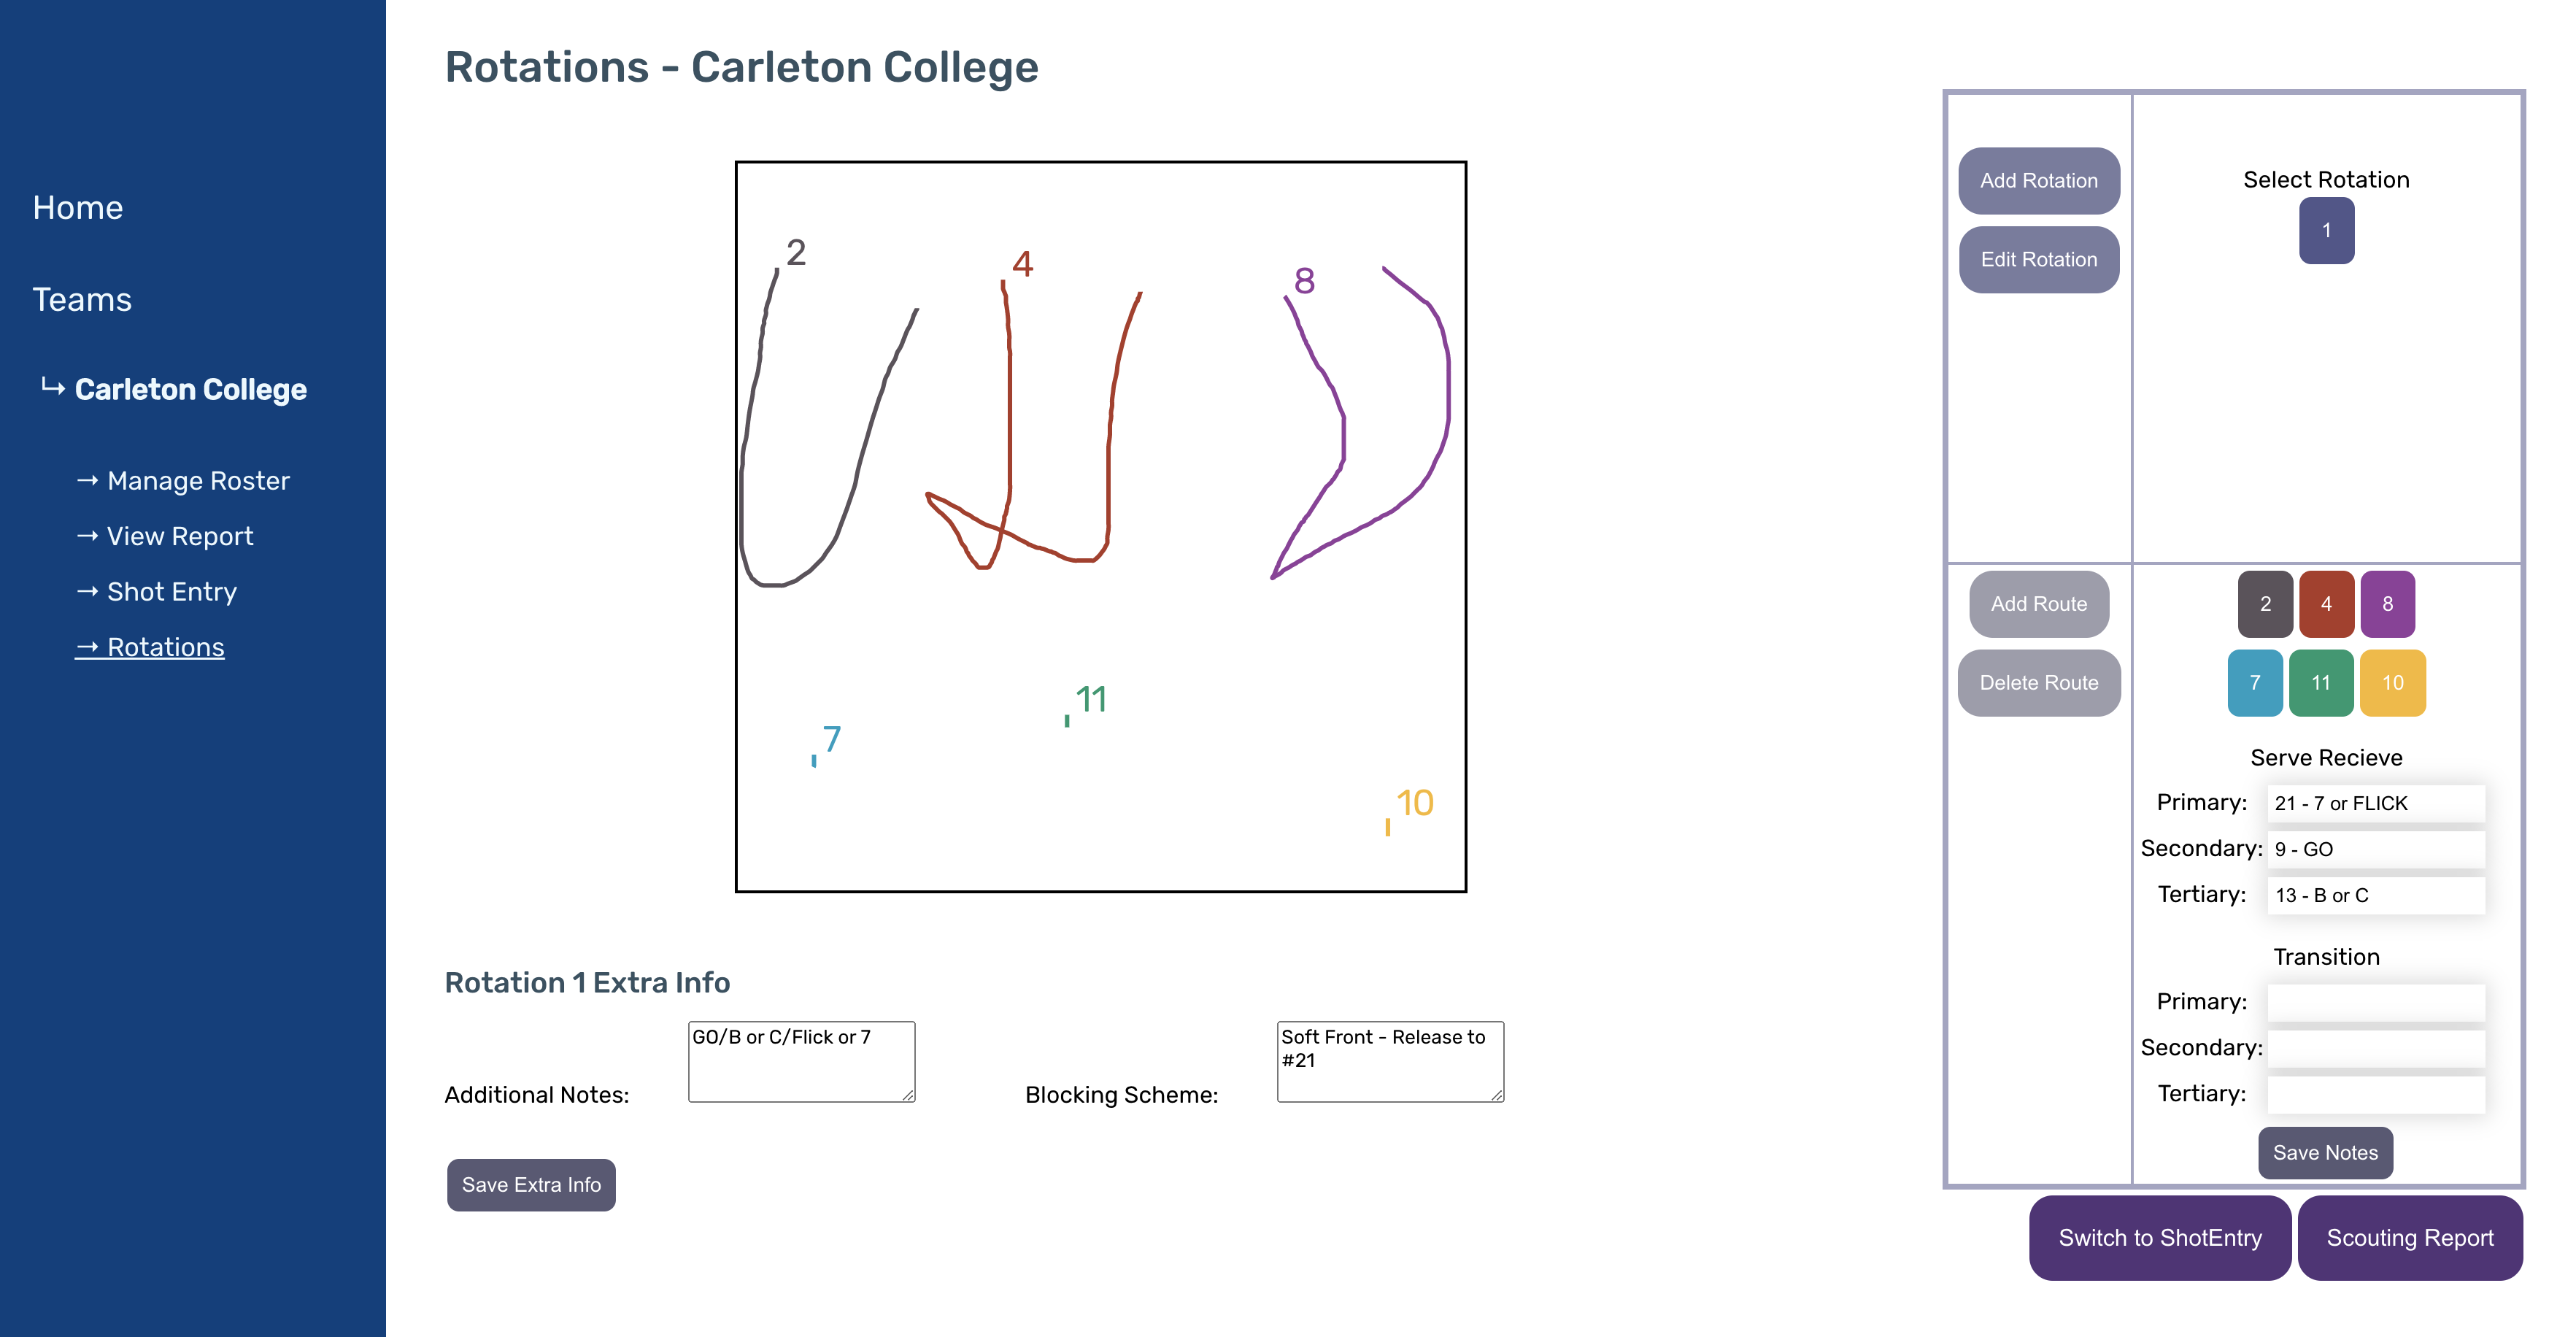 Home
Teams
↳ Carleton College
→ Manage Roster
→ View Report
→ Shot Entry
→ Rotations
Rotations - Carleton College
2
4
8
11
7
10
Rotation 1 Extra Info
Additional Notes:
GO/B or C/Flick or 7
Blocking Scheme:
Soft Front - Release to
#21
Save Extra Info
Add Rotation
Edit Rotation
Select Rotation
1
Add Route
Delete Route
2 4 8
7 11 10
Serve Recieve
Primary: 21 - 7 or FLICK
Secondary: 9 - GO
Tertiary: 13 - B or C
Transition
Primary:
Secondary:
Tertiary:
Save Notes
Switch to ShotEntry
Scouting Report